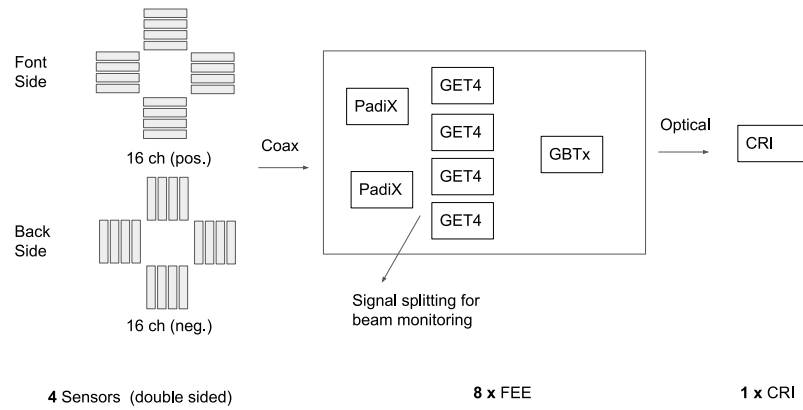 Font
Side
16 ch (pos.)
Back
Side
16 ch (neg.)
Coax
PadiX
PadiX
GET4
GET4
GET4
GET4
GBTx
Optical
CRI
Signal splitting for
beam monitoring
4 Sensors (double sided)
8 x FEE
1 x CRI